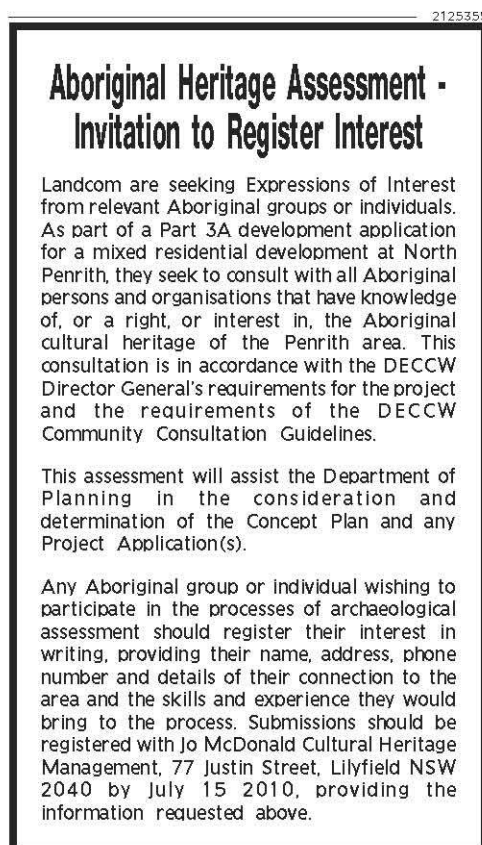 2125355
Aboriginal Heritage Assessment -
Invitation to Register Interest
Landcom are seeking Expressions of Interest
from relevant Aboriginal groups or individuals.
As part of a Part 3A development application
for a mixed residential development at North
Penrith, they seek to consult with all Aboriginal
persons and organisations that have knowledge
of, or a right, or interest in, the Aboriginal
cultural heritage of the Penrith area. This
consultation is in accordance with the DECCW
Director General's requirements for the project
and the requirements of the DECCW
Community Consultation Guidelines.
This assessment will assist the Department of
Planning in the consideration and
determination of the Concept Plan and any
Project Application(s).
Any Aboriginal group or individual wishing to
participate in the processes of archaeological
assessment should register their interest in
writing, providing their name, address, phone
number and details of their connection to the
area and the skills and experience they would
bring to the process. Submissions should be
registered with Jo McDonald Cultural Heritage
Management, 77 Justin Street, Lilyfield NSW
2040 by July 15 2010, providing the
information requested above.